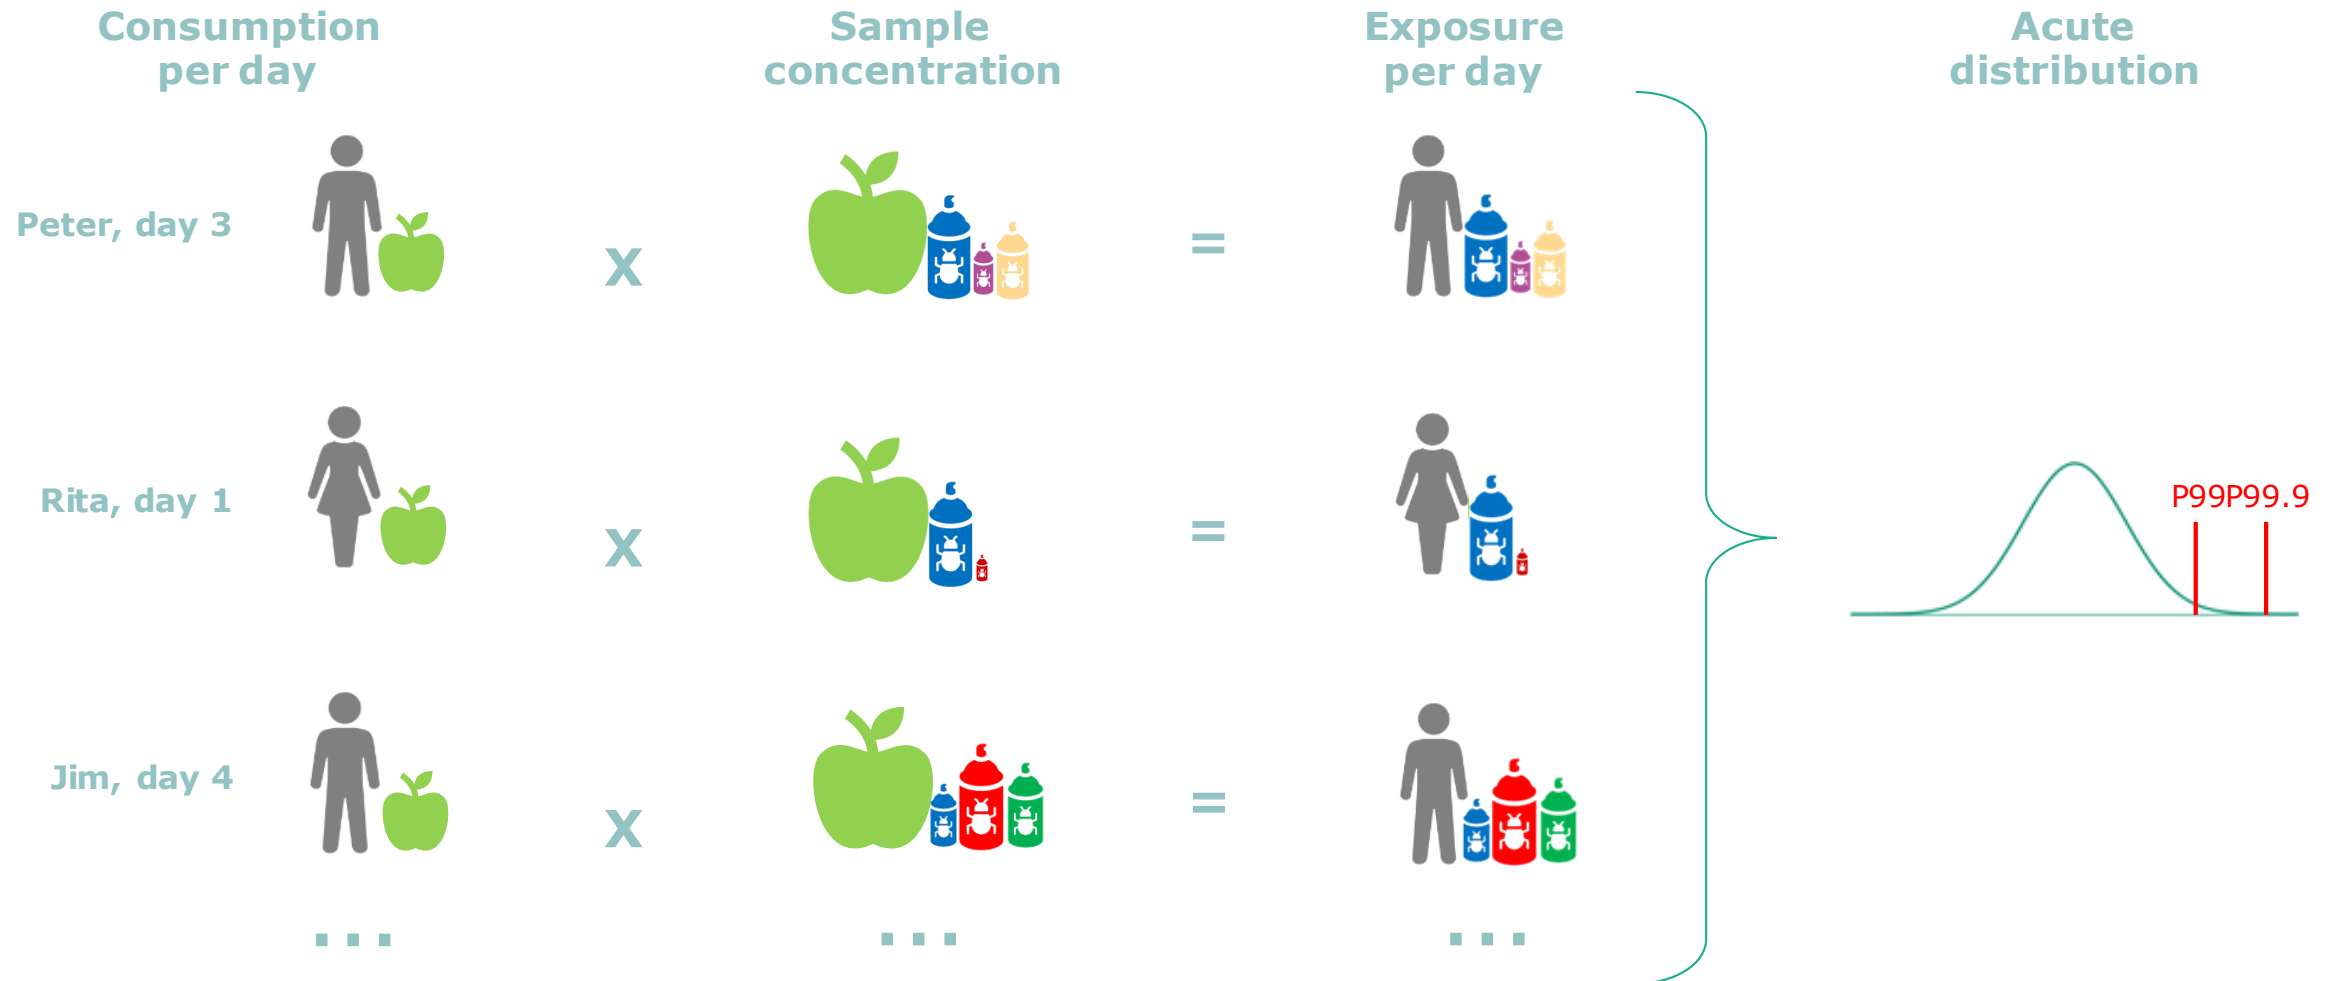 Consumption
per day
Sample
concentration
Exposure
per day
Acute
distribution
Peter, day 3
x
=
Rita, day 1
x
=
P99P99.9
Jim, day 4
x
=
... ... ...